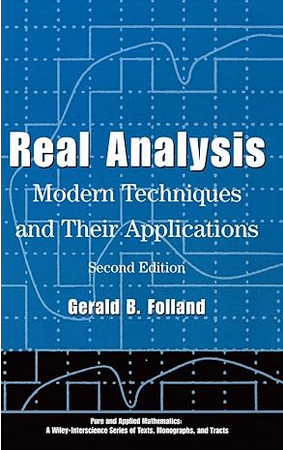 Real Analysis
Modern Techniques
and Their Applications
Second Edition
Gerald B. Folland
Pure and Applied Mathematics:
A Wiley-Interscience Series of Texts, Monographs, and Tracts